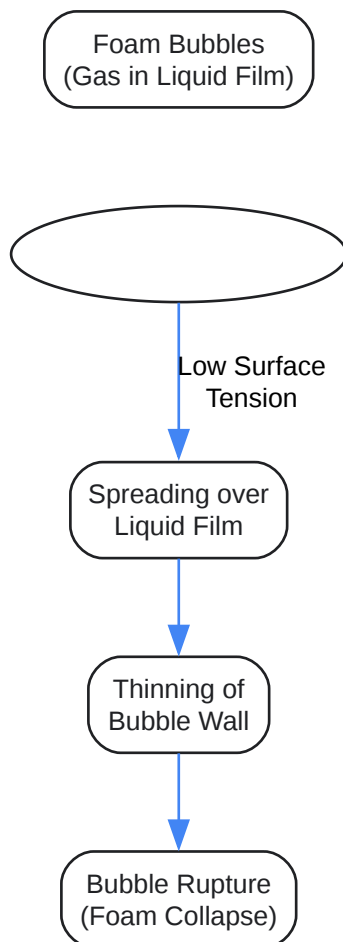 Foam Bubbles
(Gas in Liquid Film)
Low Surface
Tension
Spreading over
Liquid Film
Thinning of
Bubble Wall
Bubble Rupture
(Foam Collapse)